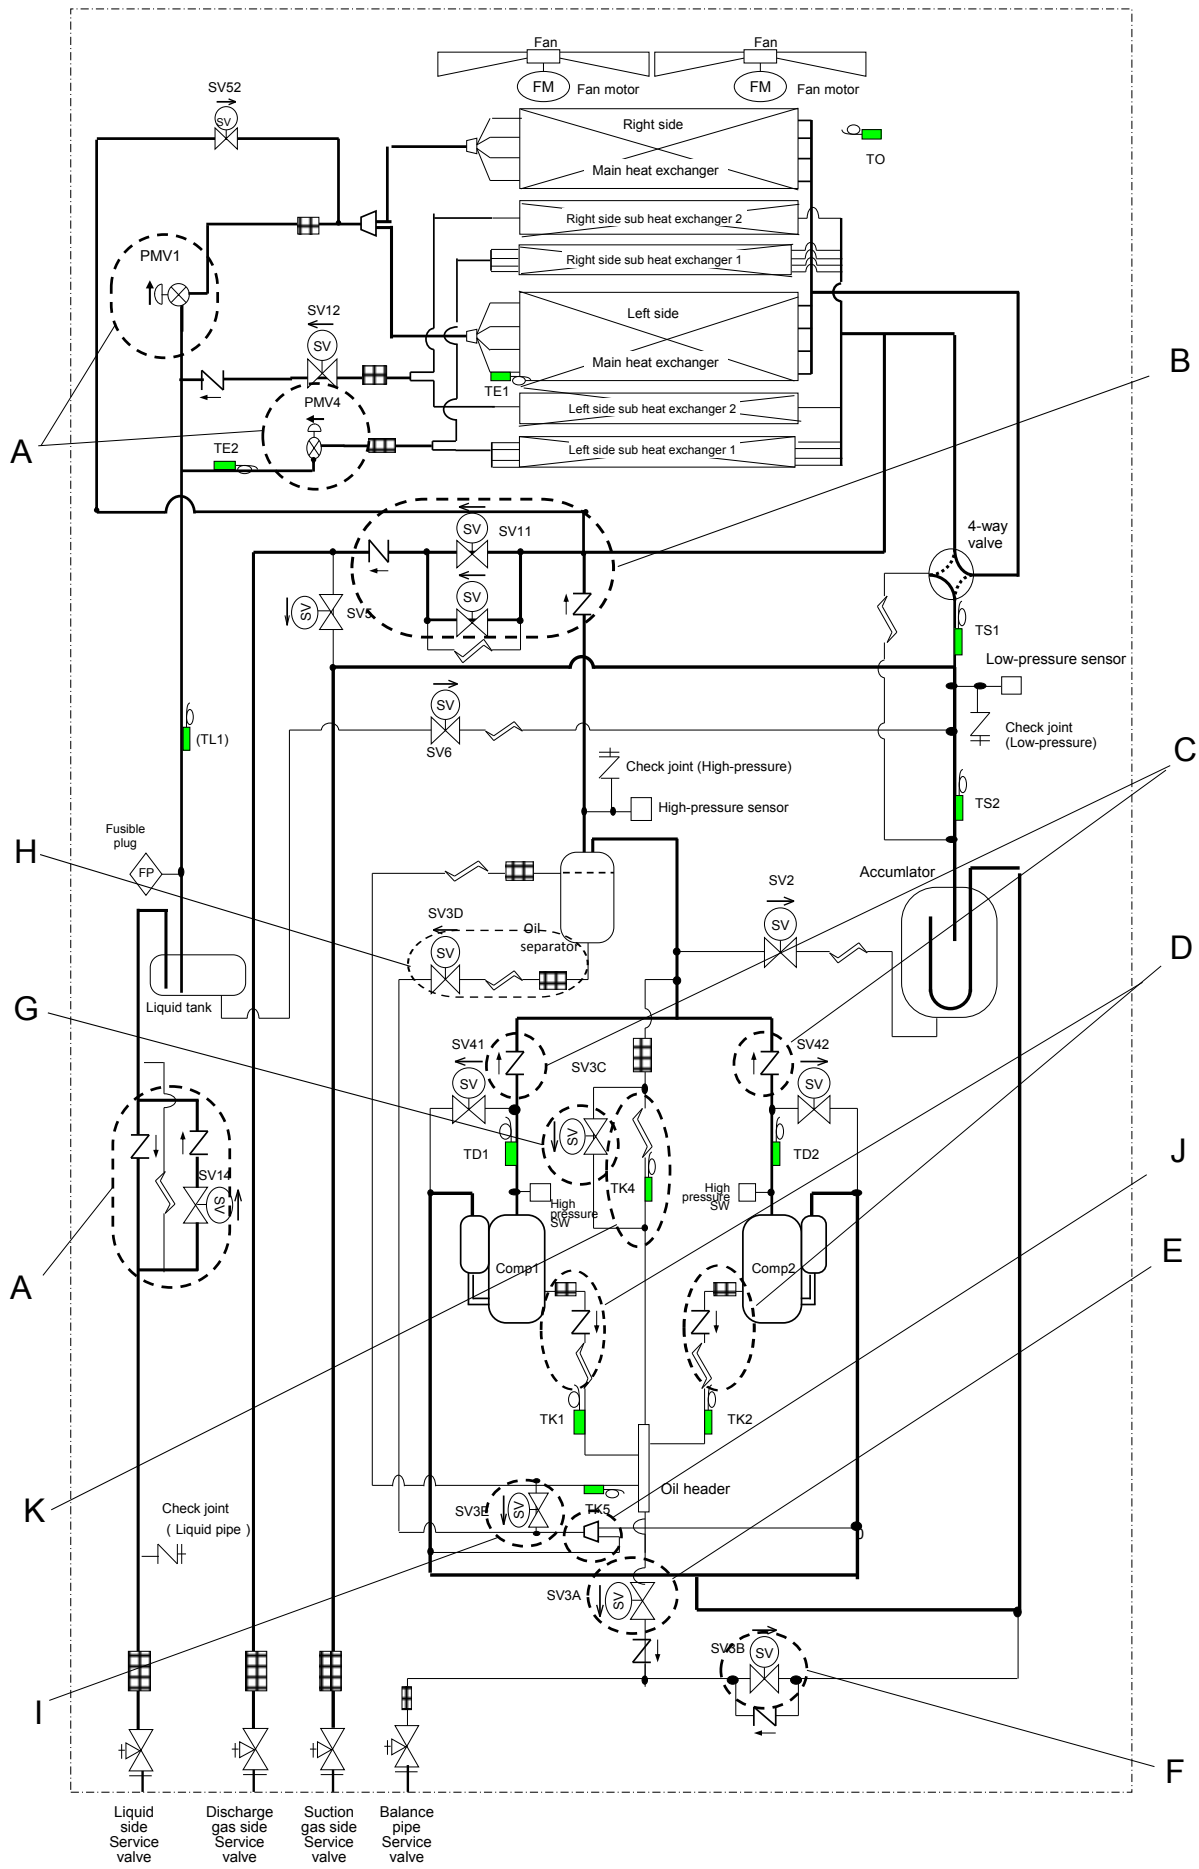 Fan
Fan
FM
Fan motor
FM
Fan motor
SV52
SV
Right side
Main heat exchanger
TO
Right side sub heat exchanger 2
Right side sub heat exchanger 1
PMV1
SV12
SV
Left side
Main heat exchanger
TE1
B
PMV4
Left side sub heat exchanger 2
A
TE2
Left side sub heat exchanger 1
SV
SV11
4-way
valve
SV
SV
SV5
TS1
Low-pressure sensor
SV
SV6
(TL1)
Check joint
(Low-pressure)
C
Check joint (High-pressure)
High-pressure sensor
TS2
Fusible
plug
FP
H
Accumlator
SV2
SV
SV3D
SV
Oil
separator
D
Liquid tank
G
SV41
SV
SV3C
SV
SV42
SV
TD1
TD2
J
SV14
SV
TK4
High
pressure
SW
High
pressure
SW
Comp1
Comp2
E
A
TK1
TK2
Oil header
K
SV3E
SV
TK5
Check joint
( Liquid pipe )
SV3A
SV
SV3B
SV
I
F
Liquid
side
Service
valve
Discharge
gas side
Service
valve
Suction
gas side
Service
valve
Balance
pipe
Service
valve